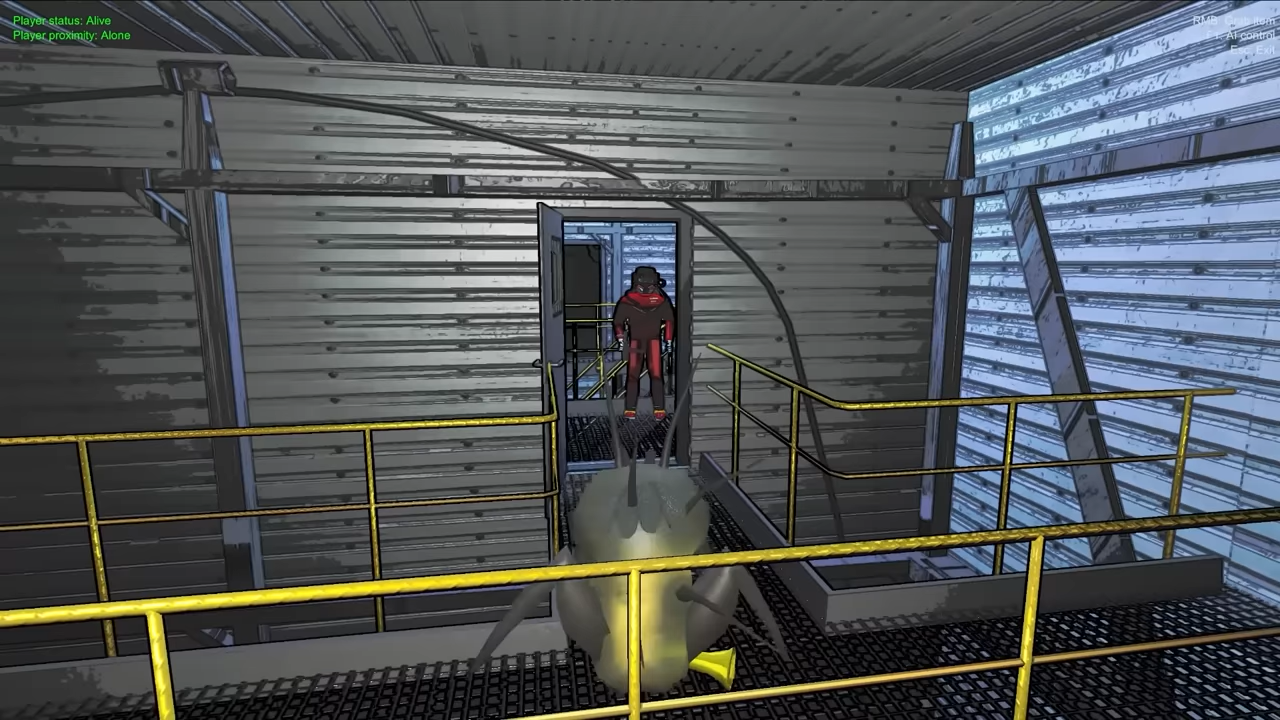 Player status: Alive
Player proximity: Alone
RMB: Grab item
F1: AI control
Esc: Exit